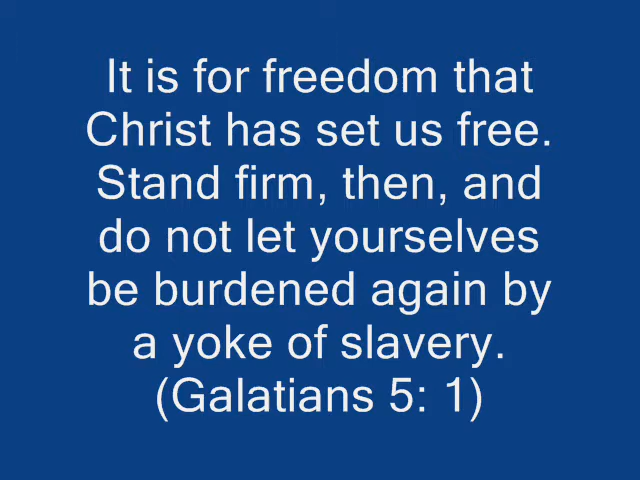 It is for freedom that
Christ has set us free.
Stand firm, then, and
do not let yourselves
be burdened again by
a yoke of slavery.
(Galatians 5: 1)